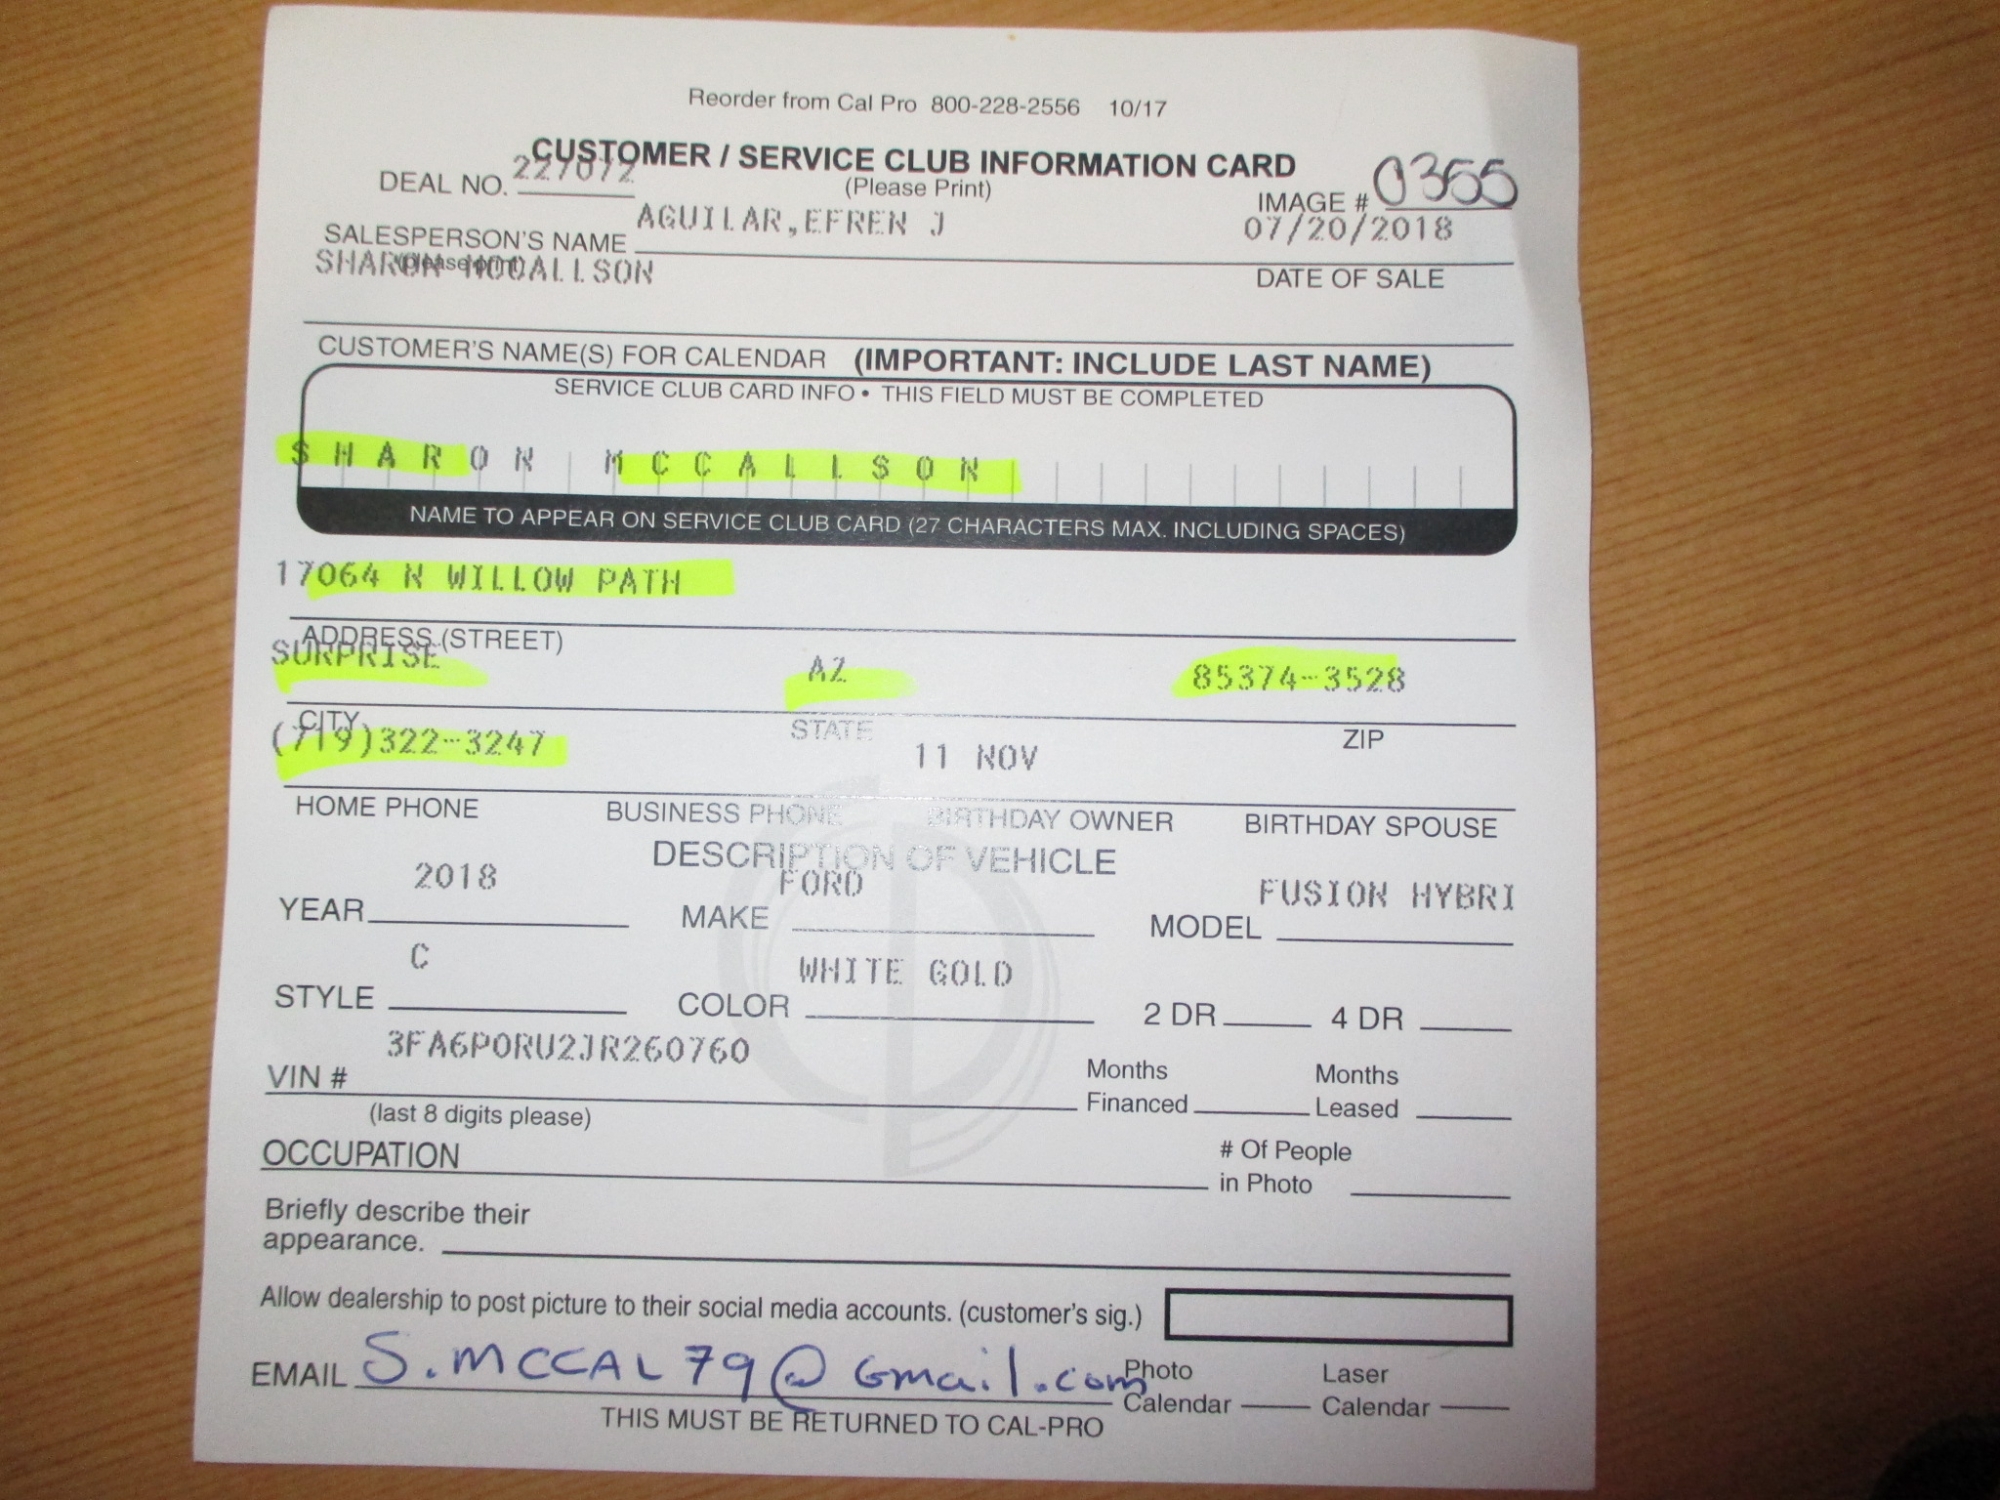 Reorder from Cal Pro 800-228-2556 10/17
CUSTOMER / SERVICE CLUB INFORMATION CARD
DEAL NO. 227072 (Please Print) IMAGE # 0355
SALESPERSON'S NAME AGUILAR,EFREN J 07/20/2018
(please print) DATE OF SALE
SHARON MCCALLSON
CUSTOMER'S NAME(S) FOR CALENDAR (IMPORTANT: INCLUDE LAST NAME)
SERVICE CLUB CARD INFO • THIS FIELD MUST BE COMPLETED
SHARON MCCALLSON
NAME TO APPEAR ON SERVICE CLUB CARD (27 CHARACTERS MAX. INCLUDING SPACES)
17064 N WILLOW PATH
ADDRESS (STREET)
SURPRISE AZ 85374-3528
CITY STATE ZIP
(719)322-3247 11 NOV
HOME PHONE BUSINESS PHONE BIRTHDAY OWNER BIRTHDAY SPOUSE
DESCRIPTION OF VEHICLE
YEAR 2018 MAKE FORD MODEL FUSION HYBRI
STYLE C COLOR WHITE GOLD 2 DR 4 DR
VIN # 3FA6P0RU2JR260760 Months Financed Months Leased
(last 8 digits please)
OCCUPATION # Of People in Photo
Briefly describe their
appearance.
Allow dealership to post picture to their social media accounts. (customer's sig.)
EMAIL S.MCCAL79@Gmail.com Photo Calendar Laser Calendar
THIS MUST BE RETURNED TO CAL-PRO